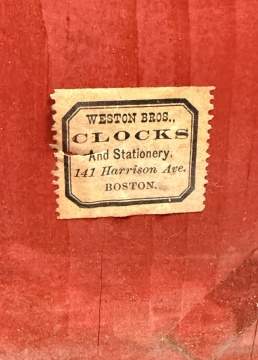 WESTON BROS.,
CLOCKS
And Stationery,
141 Harrison Ave.
BOSTON.